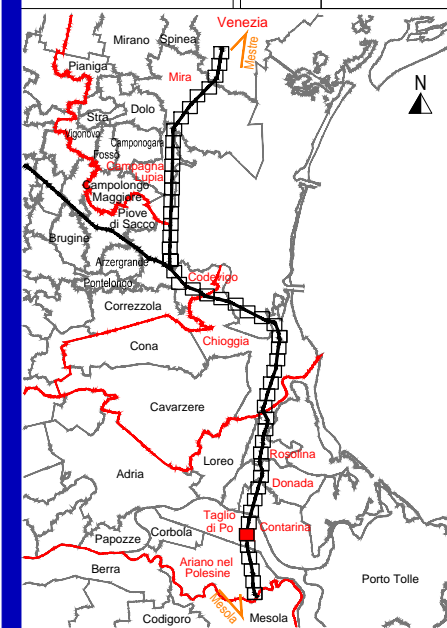 Venezia
Mirano
Spinea
Mestre
Pianiga
Mira
N
Dolo
Stra
Vigonovo
Camponogara
Fossò
Campagna
Lupia
Campolongo
Maggiore
Piove
di Sacco
Brugine
Arzergrande
Codevigo
Pontelongo
Correzzola
Chioggia
Cona
Cavarzere
Loreo
Rosolina
Adria
Donada
Taglio
di Po
Contarina
Corbola
Papozze
Ariano nel
Polesine
Berra
Porto Tolle
Mesola
Mesola
Codigoro